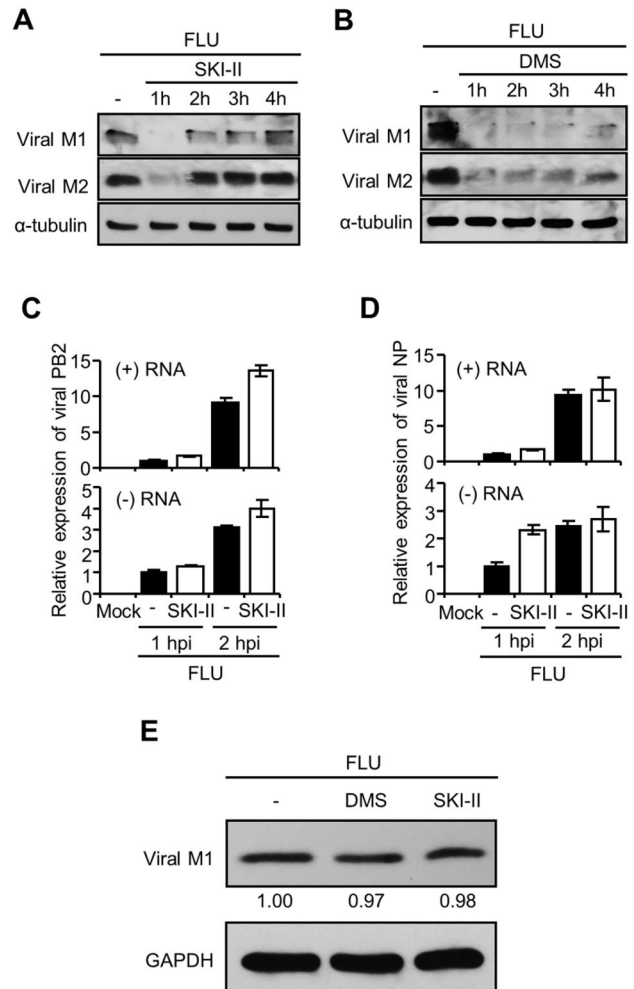 A
FLU
SKI-II
- 1h 2h 3h 4h
Viral M1
Viral M2
α-tubulin
B
FLU
DMS
- 1h 2h 3h 4h
Viral M1
Viral M2
α-tubulin
C
Relative expression of viral PB2
(+) RNA
15
10
5
0
(-) RNA
5
4
3
2
1
0
Mock - SKI-II - SKI-II
1 hpi 2 hpi
FLU
D
Relative expression of viral NP
(+) RNA
15
10
5
0
(-) RNA
4
3
2
1
0
Mock - SKI-II - SKI-II
1 hpi 2 hpi
FLU
E
FLU
- DMS SKI-II
Viral M1
1.00 0.97 0.98
GAPDH